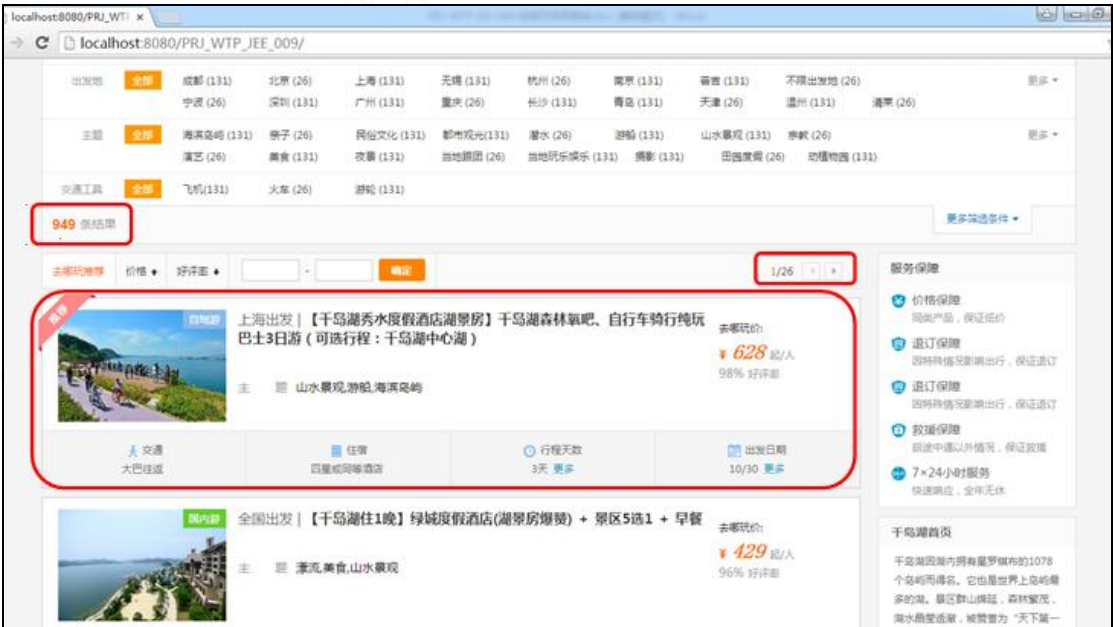 localhost:8080/PRJ_WTI
localhost:8080/PRJ_WTP_JEE_009/
出发地 全部 成都 (131) 北京 (26) 上海 (131) 无锡 (131) 杭州 (26) 南京 (131) 晋吉 (131) 不限出发地 (26) 更多
宁波 (26) 深圳 (131) 广州 (131) 重庆 (26) 长沙 (131) 青岛 (131) 天津 (26) 温州 (131) 浦東 (26)
主题 全部 海滨岛屿 (131) 亲子 (26) 民俗文化 (131) 都市观光(131) 潜水 (26) 游船 (131) 山水景观 (131) 宗教 (26) 更多
演艺 (26) 美食 (131) 夜景 (131) 当地跟团 (26) 当地玩乐娱乐 (131) 摄影 (131) 田园度假 (26) 动植物园 (131)
交通工具 全部 飞机(131) 火车 (26) 游轮 (131)
949 条结果
更多筛选条件
去哪玩推荐 价格 好评率 - 确定 1/26
服务保障
推荐
自驾游 上海出发 | 【千岛湖秀水度假酒店湖景房】千岛湖森林氧吧、自行车骑行纯玩
巴士3日游 ( 可选行程：千岛湖中心湖 )
去哪玩价:
¥ 628 起/人
98% 好评率
主 题 山水景观,游船,海滨岛屿
交通 住宿 行程天数 出发日期
大巴往返 四星或同等酒店 3天 更多 10/30 更多
价格保障
同类产品，保证低价
退订保障
因特殊情况影响出行，保证退订
退订保障
因特殊情况影响出行，保证退订
救援保障
旅途中遇以外情况，保证救援
7×24小时服务
快速响应，全年无休
国内游 全国出发 | 【千岛湖住1晚】绿城度假酒店(湖景房爆赞) + 景区5选1 + 早餐
去哪玩价:
¥ 429 起/人
96% 好评率
主 题 漂流,美食,山水景观
千岛湖首页
千岛湖因湖内拥有星罗棋布的1078
个岛屿而得名。它也是世界上岛屿最
多的湖。景区群山绵延，森林繁茂，
湖水晶莹透澈，被赞誉为“天下第一